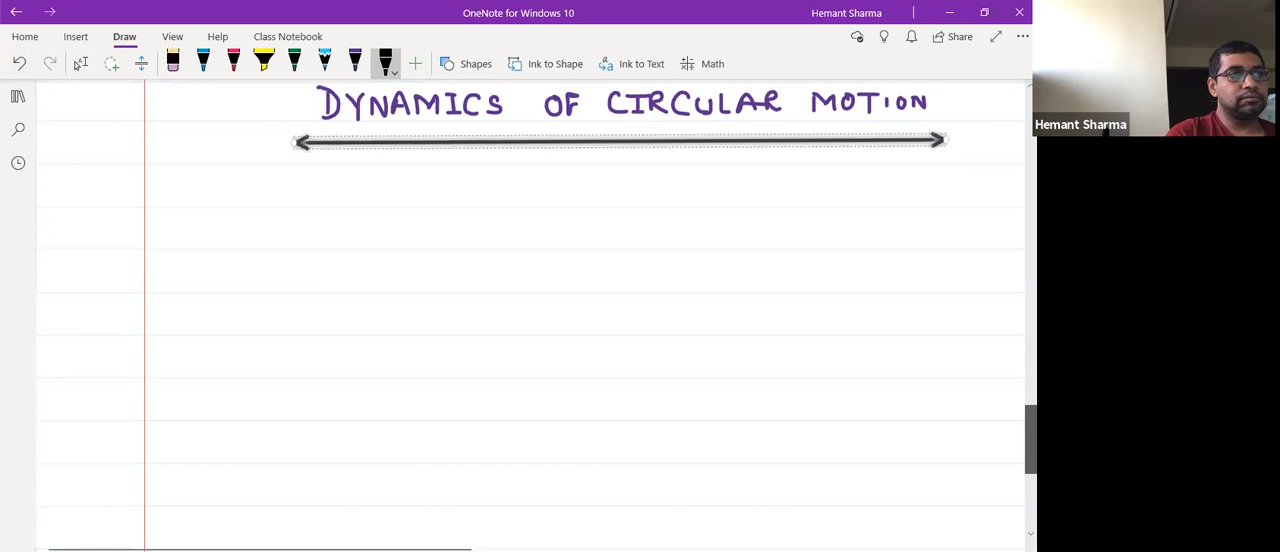 OneNote for Windows 10
Hemant Sharma
Home Insert Draw View Help Class Notebook
Share
Shapes Ink to Shape Ink to Text Math
DYNAMICS OF CIRCULAR MOTION
Hemant Sharma